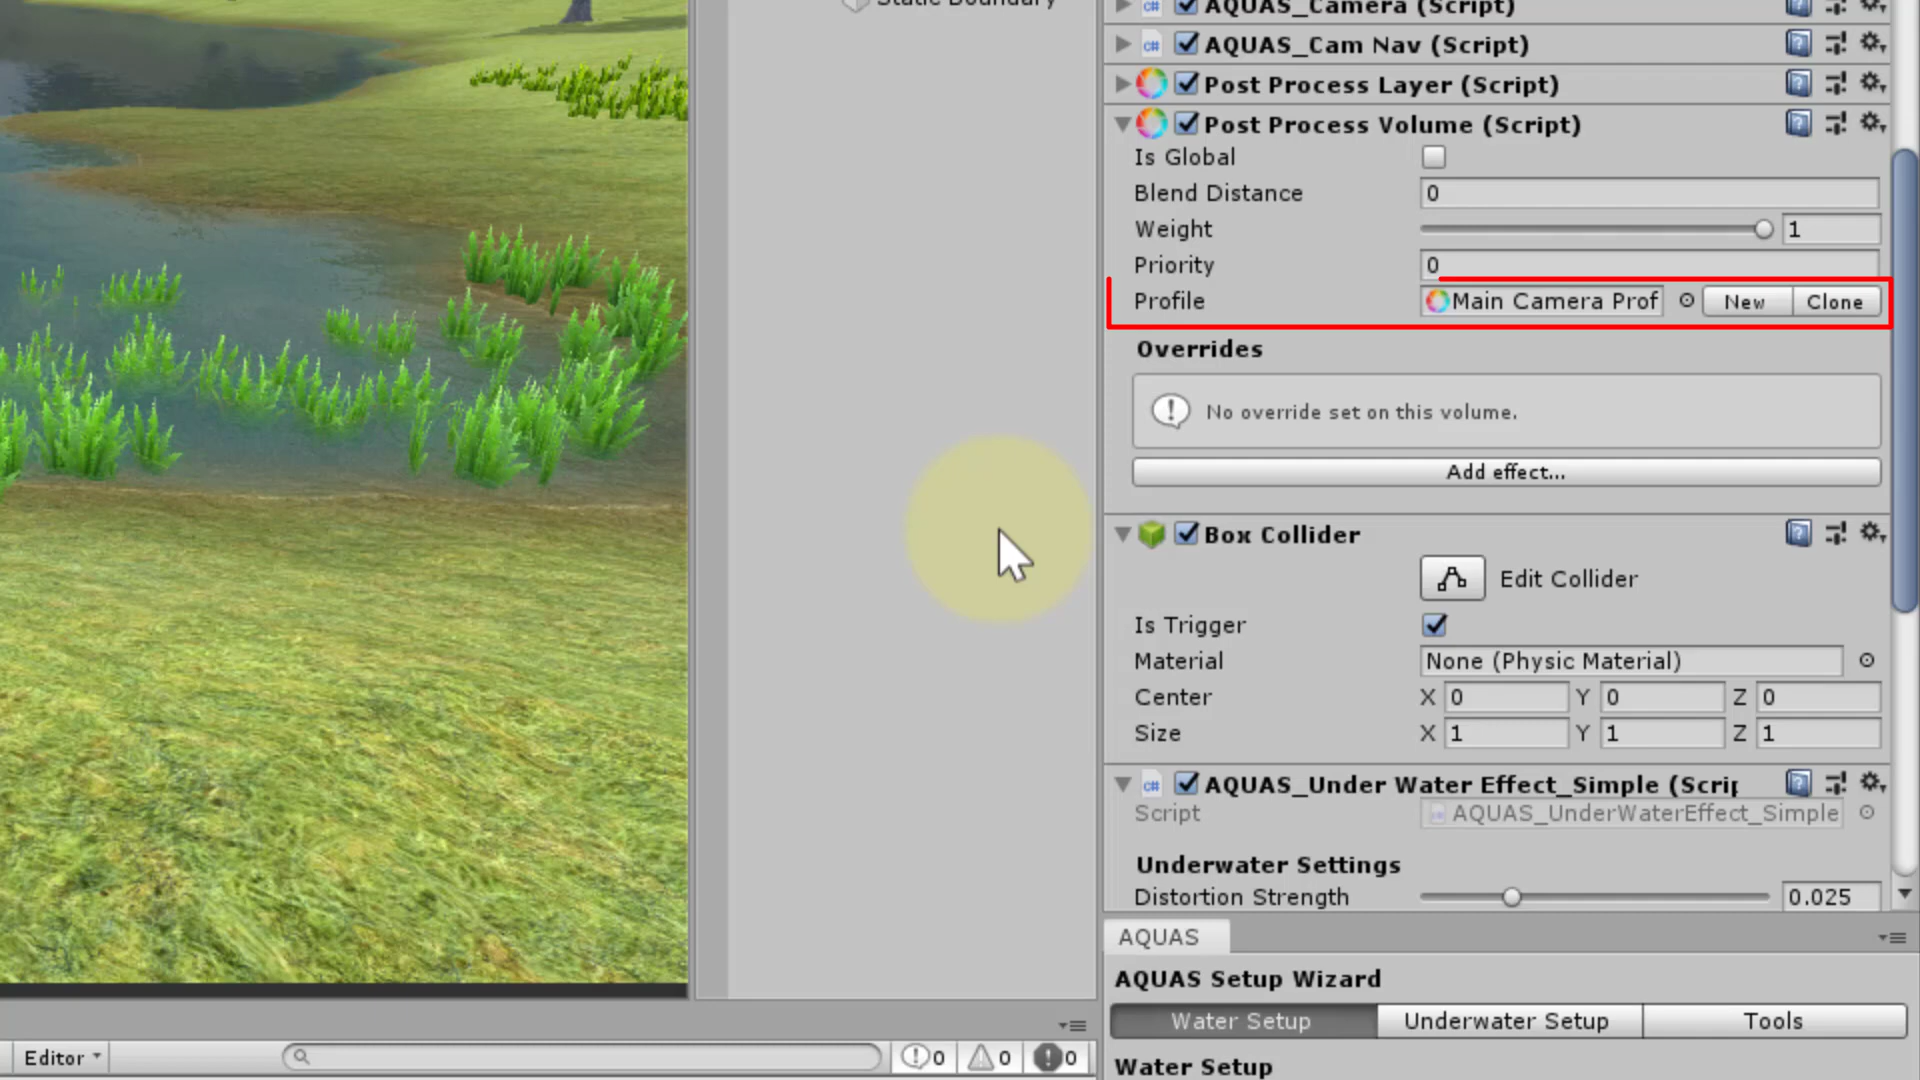 Static Boundary
AQUAS_Camera (Script)
AQUAS_Cam Nav (Script)
Post Process Layer (Script)
Post Process Volume (Script)
Is Global
Blend Distance 0
Weight 1
Priority 0
Profile Main Camera Prof New Clone
Overrides
No override set on this volume.
Add effect...
Box Collider
Edit Collider
Is Trigger
Material None (Physic Material)
Center X 0 Y 0 Z 0
Size X 1 Y 1 Z 1
AQUAS_Under Water Effect_Simple (Scrip
Script AQUAS_UnderWaterEffect_Simple
Underwater Settings
Distortion Strength 0.025
AQUAS
AQUAS Setup Wizard
Water Setup Underwater Setup Tools
Water Setup
Editor 0 0 0